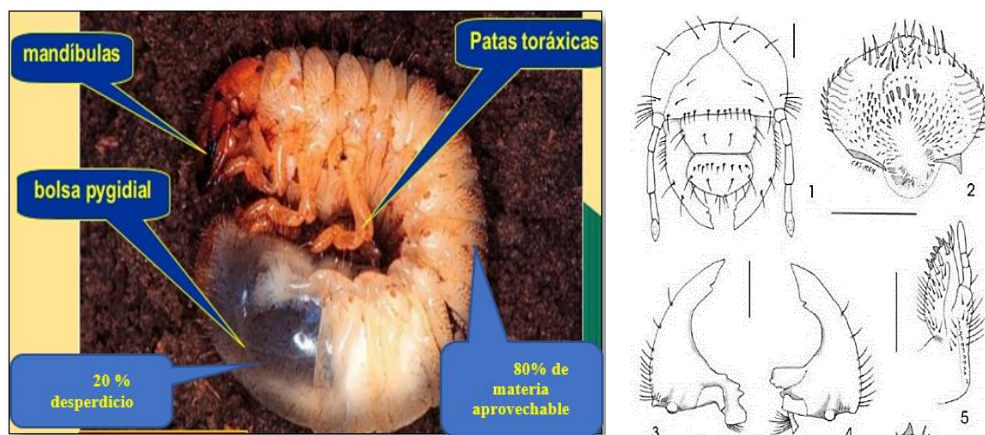 mandíbulas
Patas toráxicas
bolsa pygidial
20 %
desperdicio
80% de
materia
aprovechable
1
2
3
4
5